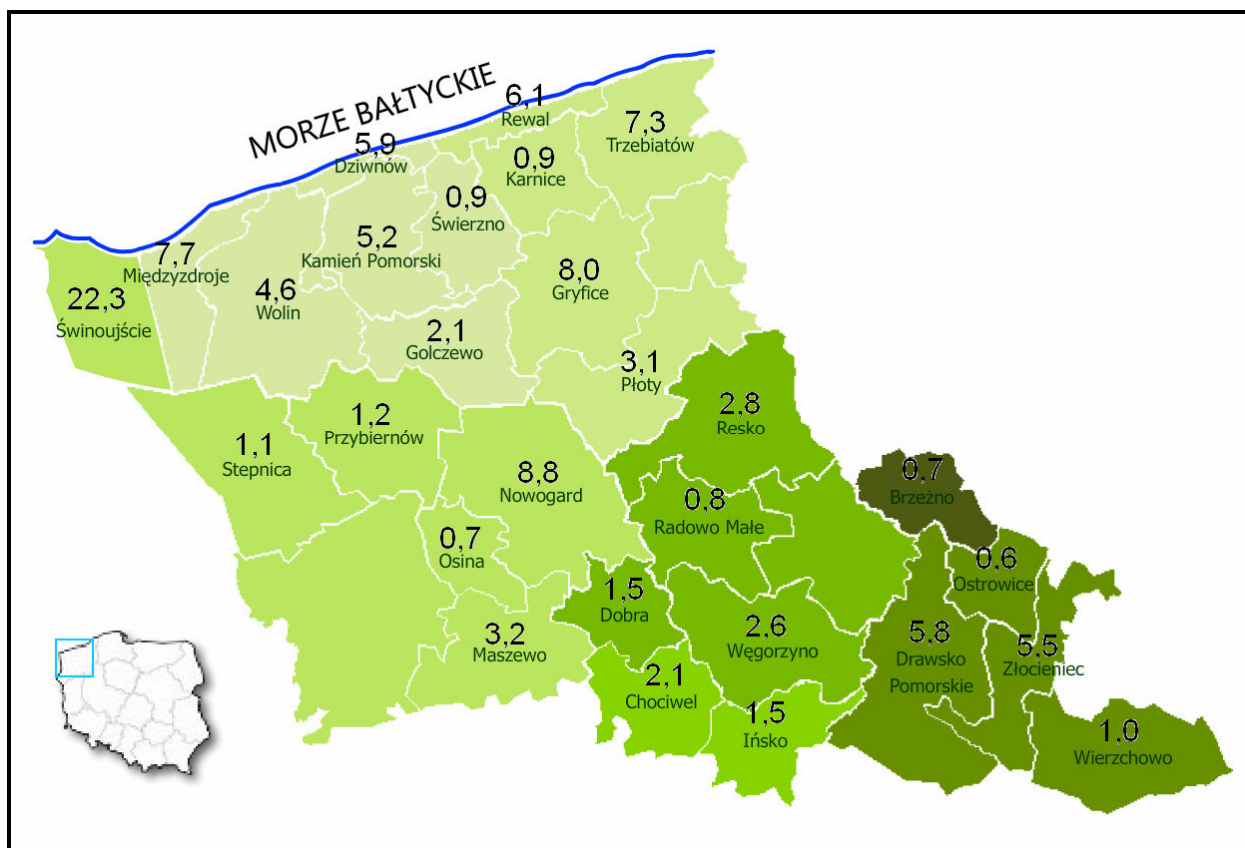 MORZE BAŁTYCKIE
6,1
Rewal
7,3
Trzebiatów
5,9
Dziwnów
0,9
Karnice
0,9
Świerzno
5,2
Kamień Pomorski
7,7
Międzyzdroje
8,0
Gryfice
22,3
Świnoujście
4,6
Wolin
2,1
Golczewo
3,1
Płoty
2,8
Resko
1,2
Przybiernów
1,1
Stepnica
8,8
Nowogard
0,7
Brzeżno
0,8
Radowo Małe
0,7
Osina
0,6
Ostrowice
1,5
Dobra
2,6
Węgorzyno
3,2
Maszewo
5,8
Drawsko
Pomorskie
5,5
Złocieniec
2,1
Chociwel
1,5
Ińsko
1,0
Wierzchowo